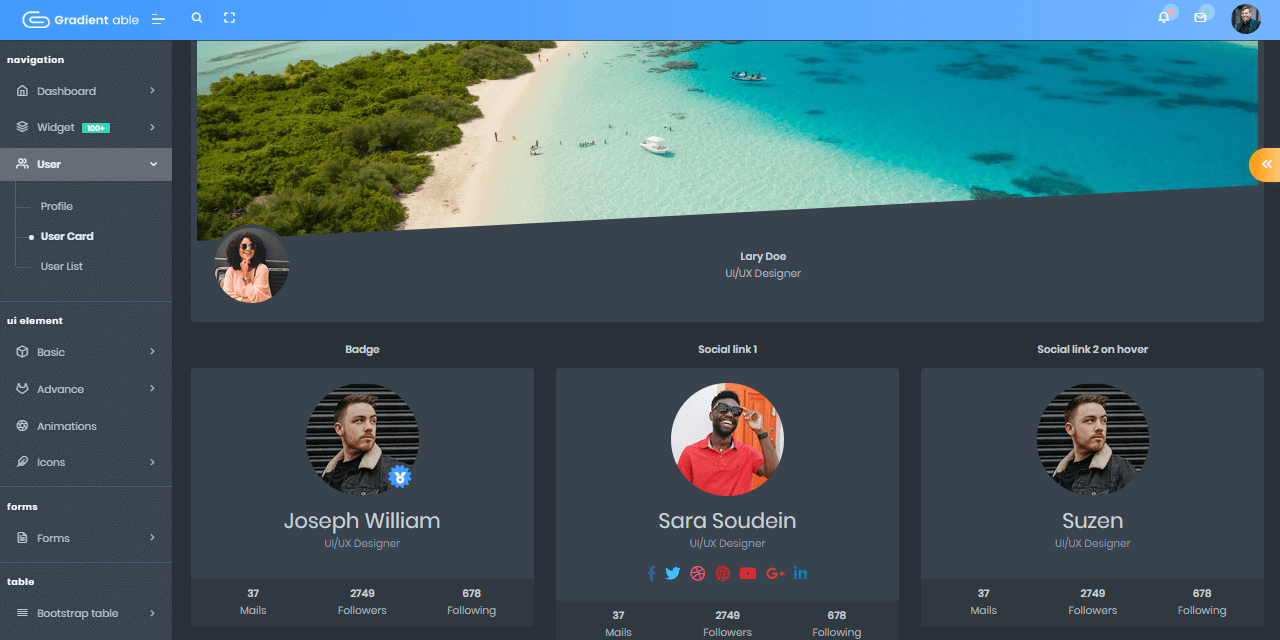 Gradient able
navigation
Dashboard
Widget 100+
User
Profile
User Card
User List
ui element
Basic
Advance
Animations
Icons
forms
Forms
table
Bootstrap table
Lary Doe
UI/UX Designer
Badge
Joseph William
UI/UX Designer
37 2749 678
Mails Followers Following
Social link 1
Sara Soudein
UI/UX Designer
37 2749 678
Mails Followers Following
Social link 2 on hover
Suzen
UI/UX Designer
37 2749 678
Mails Followers Following